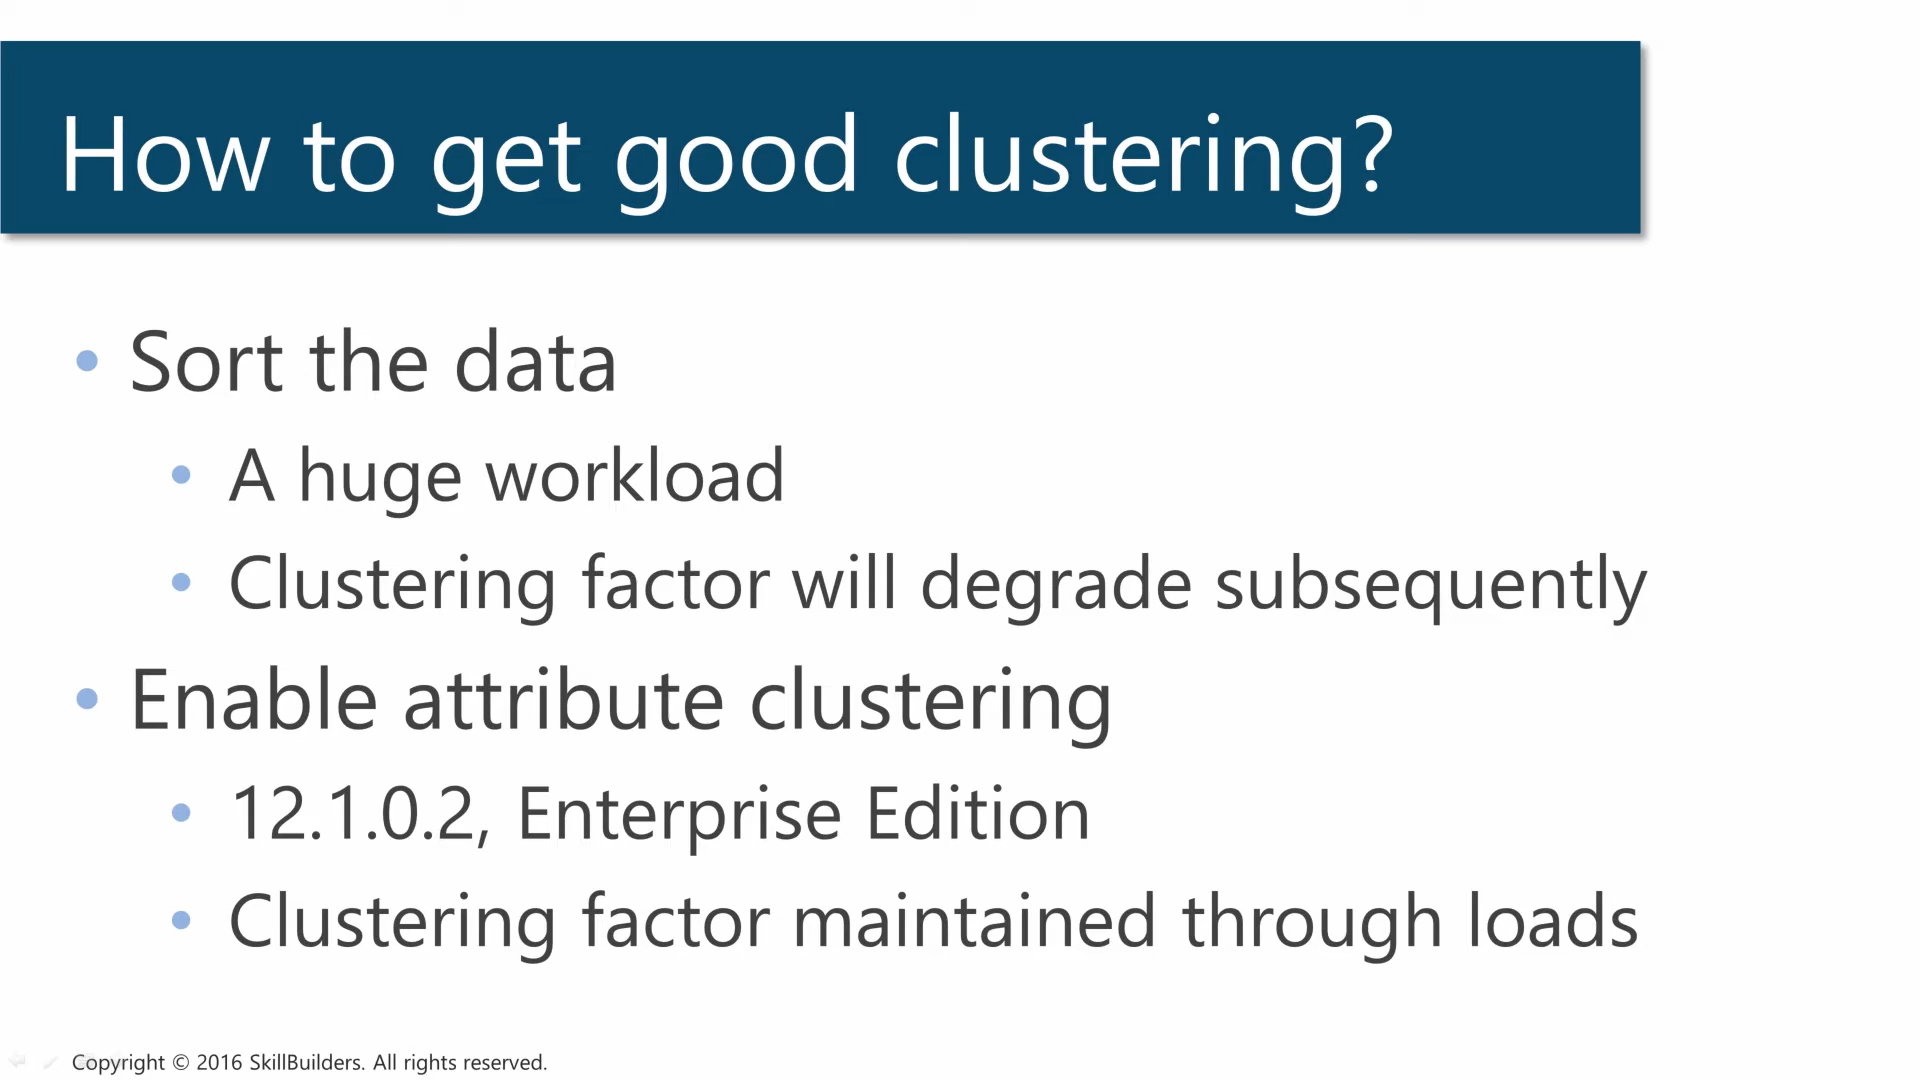 How to get good clustering?
• Sort the data
• A huge workload
• Clustering factor will degrade subsequently
• Enable attribute clustering
• 12.1.0.2, Enterprise Edition
• Clustering factor maintained through loads
Copyright © 2016 SkillBuilders. All rights reserved.